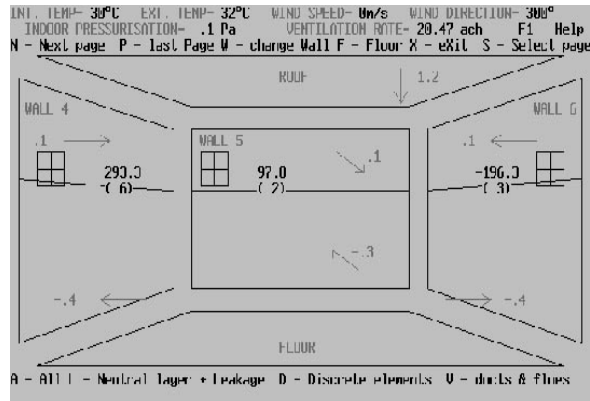 INT. TEMP- 30°C EXT. TEMP- 32°C WIND SPEED- 0m/s WIND DIRECTION- 300°
INDOOR PRESSURISATION- .1 Pa VENTILATION RATE- 20.47 ach F1 Help
N - Next page P - last Page W - change Wall F - Floor X - eXit S - Select page
ROOF 1.2
WALL 4
WALL 6
WALL 5
.1
.1
.1
293.0
97.0
-196.0
( 6)
( 2)
( 3)
-.3
-.4
-.4
FLOOR
A - All L - Neutral layer + Leakage D - Discrete elements V - ducts & flues